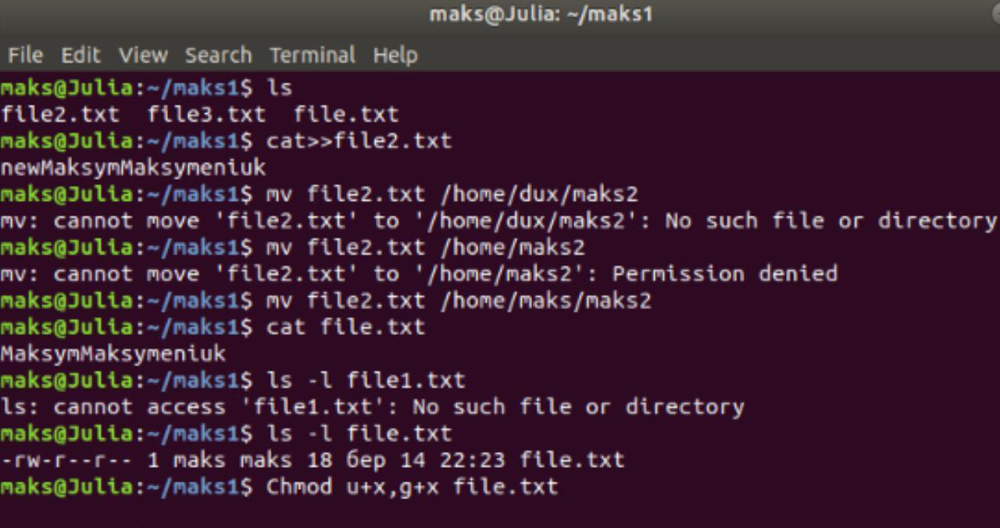 maks@Julia: ~/maks1
File Edit View Search Terminal Help
maks@Julia:~/maks1$ ls
file2.txt  file3.txt  file.txt
maks@Julia:~/maks1$ cat>>file2.txt
newMaksymMaksymeniuk
maks@Julia:~/maks1$ mv file2.txt /home/dux/maks2
mv: cannot move 'file2.txt' to '/home/dux/maks2': No such file or directory
maks@Julia:~/maks1$ mv file2.txt /home/maks2
mv: cannot move 'file2.txt' to '/home/maks2': Permission denied
maks@Julia:~/maks1$ mv file2.txt /home/maks/maks2
maks@Julia:~/maks1$ cat file.txt
MaksymMaksymeniuk
maks@Julia:~/maks1$ ls -l file1.txt
ls: cannot access 'file1.txt': No such file or directory
maks@Julia:~/maks1$ ls -l file.txt
-rw-r--r-- 1 maks maks 18 бер 14 22:23 file.txt
maks@Julia:~/maks1$ Chmod u+x,g+x file.txt